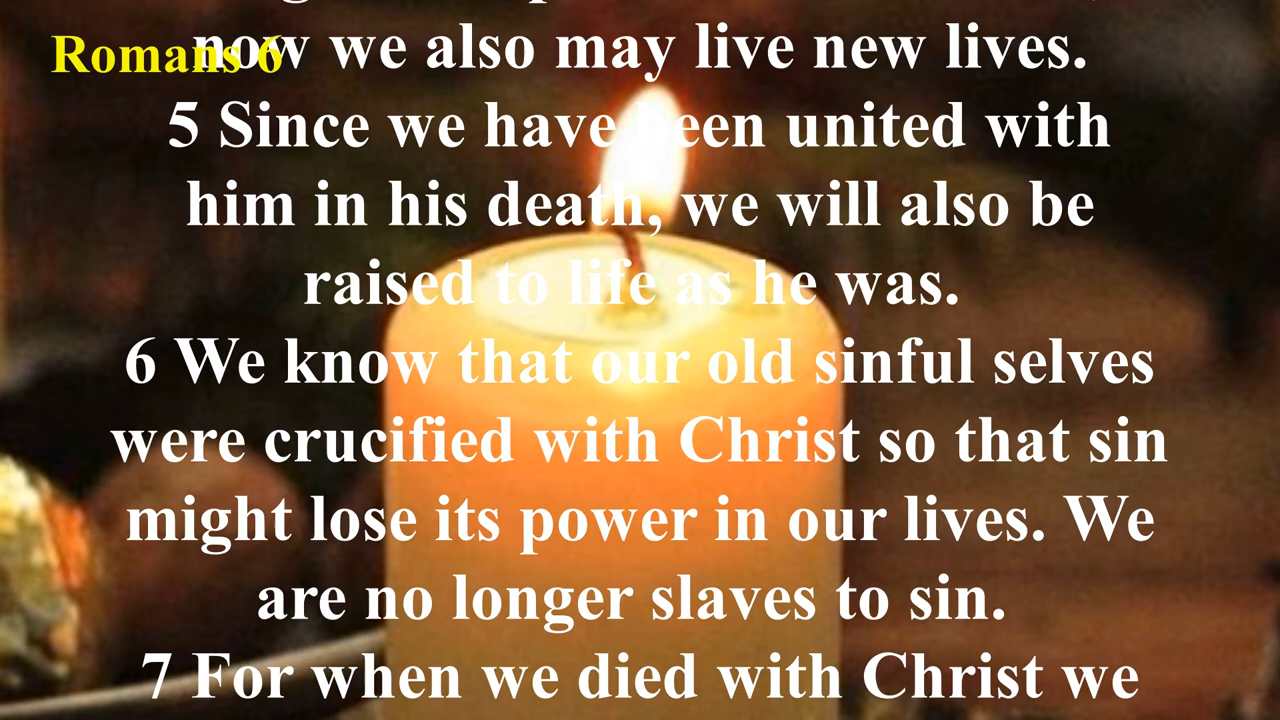 Romans 6
now we also may live new lives.
5 Since we have been united with
him in his death, we will also be
raised to life as he was.
6 We know that our old sinful selves
were crucified with Christ so that sin
might lose its power in our lives. We
are no longer slaves to sin.
7 For when we died with Christ we